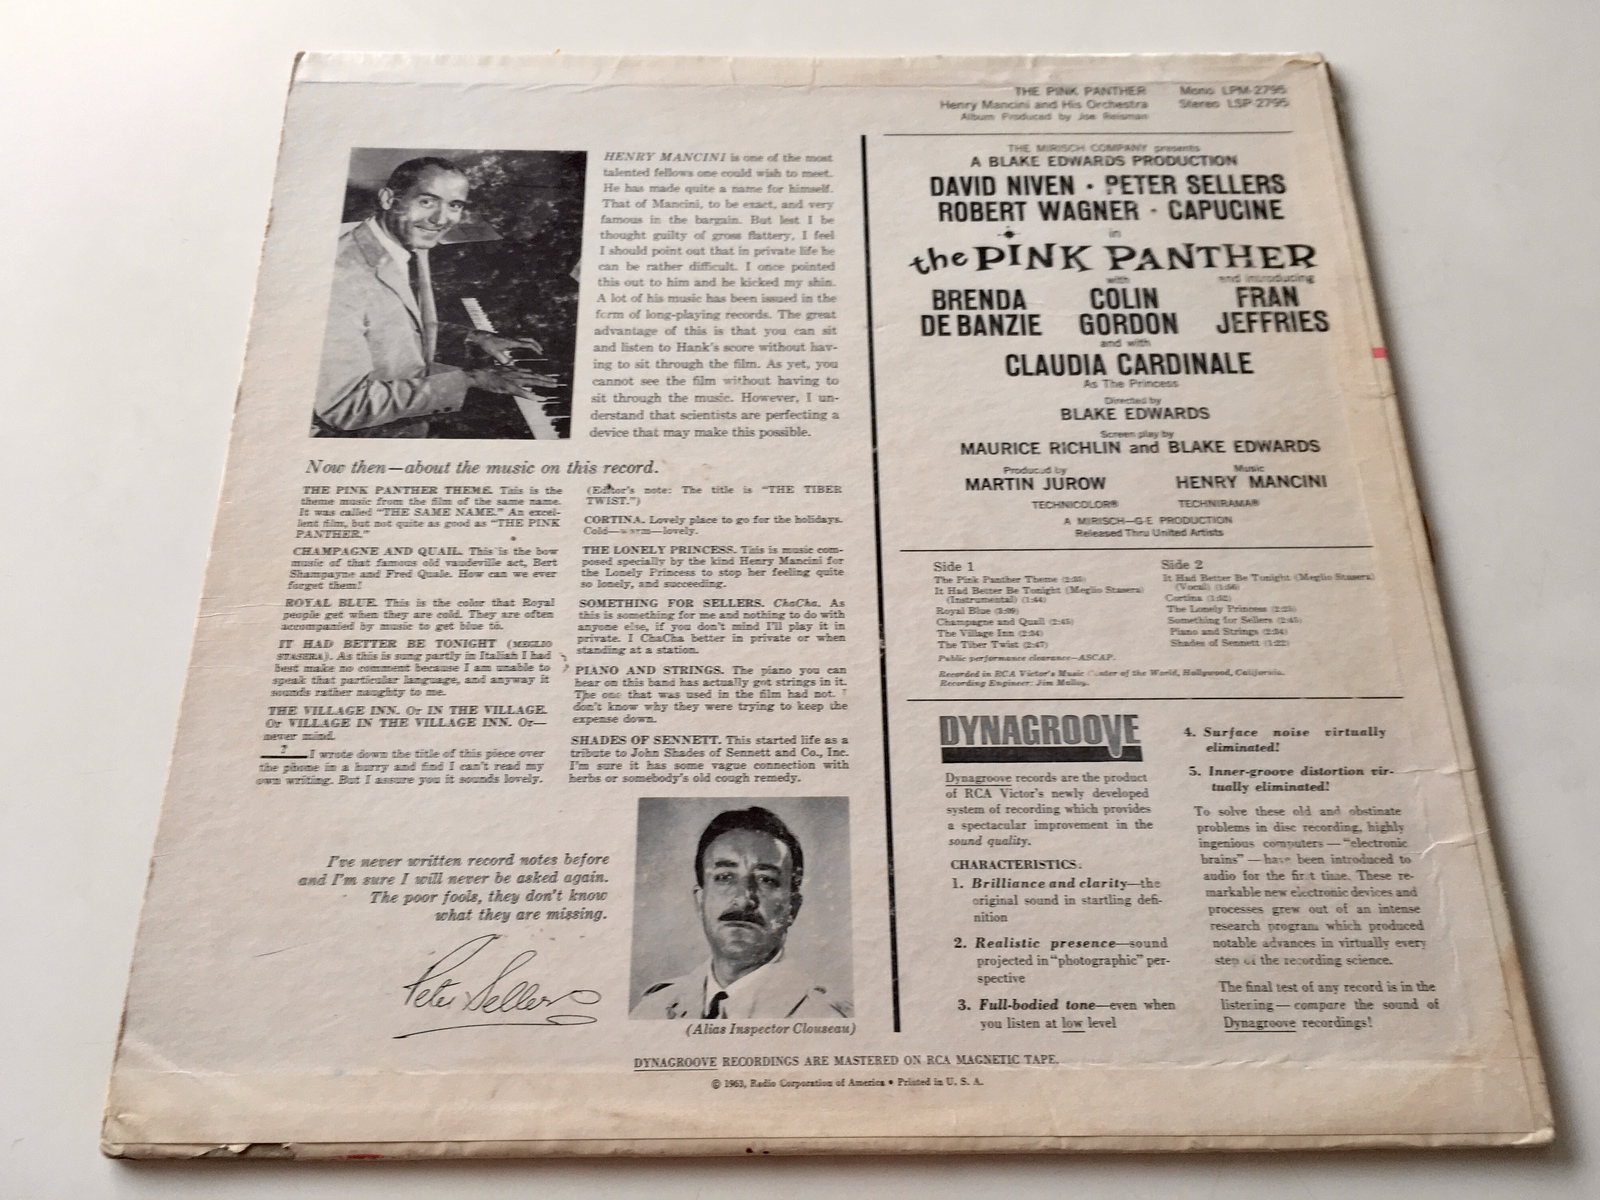 THE PINK PANTHER Mono LPM-2795
Henry Mancini and His Orchestra Stereo LSP-2795
Album Produced by Joe Reisman
HENRY MANCINI is one of the most
talented fellows one could wish to meet.
He has made quite a name for himself.
That of Mancini, to be exact, and very
famous in the bargain. But lest I be
thought guilty of gross flattery, I feel
I should point out that in private life he
can be rather difficult. I once pointed
this out to him and he kicked my shin.
A lot of his music has been issued in the
form of long-playing records. The great
advantage of this is that you can sit
and listen to Hank's score without hav-
ing to sit through the film. As yet, you
cannot see the film without having to
sit through the music. However, I un-
derstand that scientists are perfecting a
device that may make this possible.
Now then—about the music on this record.
THE PINK PANTHER THEME. This is the
theme music from the film of the same name.
It was called "THE SAME NAME." An excel-
lent film, but not quite as good as "THE PINK
PANTHER."
CHAMPAGNE AND QUAIL. This is the bow
music of that famous old vaudeville act, Bert
Shampayne and Fred Quale. How can we ever
forget them!
ROYAL BLUE. This is the color that Royal
people get when they are cold. They are often
accompanied by music to get blue to.
IT HAD BETTER BE TONIGHT (MEGLIO
STASERA). As this is sung partly in Italian I had
best make no comment because I am unable to
speak that particular language, and anyway it
sounds rather naughty to me.
THE VILLAGE INN. Or IN THE VILLAGE.
Or VILLAGE IN THE VILLAGE INN. Or—
never mind.
? I wrote down the title of this piece over
the phone in a hurry and find I can't read my
own writing. But I assure you it sounds lovely.
(Editor's note: The title is "THE TIBER
TWIST.")
CORTINA. Lovely place to go for the holidays.
Cold—warm—lovely.
THE LONELY PRINCESS. This is music com-
posed specially by the kind Henry Mancini for
the Lonely Princess to stop her feeling quite
so lonely, and succeeding.
SOMETHING FOR SELLERS. ChaCha. As
this is something for me and nothing to do with
anyone else, if you don't mind I'll play it in
private. I ChaCha better in private or when
standing at a station.
PIANO AND STRINGS. The piano you can
hear on this band has actually got strings in it.
The one that was used in the film had not. I
don't know why they were trying to keep the
expense down.
SHADES OF SENNETT. This started life as a
tribute to John Shades of Sennett and Co., Inc.
I'm sure it has some vague connection with
herbs or somebody's old cough remedy.
I've never written record notes before
and I'm sure I will never be asked again.
The poor fools, they don't know
what they are missing.
Peter Sellers
(Alias Inspector Clouseau)
THE MIRISCH COMPANY presents
A BLAKE EDWARDS PRODUCTION
DAVID NIVEN · PETER SELLERS
ROBERT WAGNER · CAPUCINE
in
the PINK PANTHER
with and introducing
BRENDA COLIN FRAN
DE BANZIE GORDON JEFFRIES
and with
CLAUDIA CARDINALE
As The Princess
Directed by
BLAKE EDWARDS
Screen play by
MAURICE RICHLIN and BLAKE EDWARDS
Produced by Music
MARTIN JUROW HENRY MANCINI
TECHNICOLOR® TECHNIRAMA®
A MIRISCH—G-E PRODUCTION
Released Thru United Artists
Side 1
The Pink Panther Theme (2:35)
It Had Better Be Tonight (Meglio Stasera)
(Instrumental) (1:44)
Royal Blue (3:09)
Champagne and Quail (2:45)
The Village Inn (2:34)
The Tiber Twist (2:47)
Side 2
It Had Better Be Tonight (Meglio Stasera)
(Vocal) (1:56)
Cortina (1:52)
The Lonely Princess (2:25)
Something for Sellers (2:45)
Piano and Strings (2:34)
Shades of Sennett (1:22)
Public performance clearance—ASCAP.
Recorded in RCA Victor's Music Center of the World, Hollywood, California.
Recording Engineer: Jim Malloy.
DYNAGROOVE
Dynagroove records are the product
of RCA Victor's newly developed
system of recording which provides
a spectacular improvement in the
sound quality.
CHARACTERISTICS:
1. Brilliance and clarity—the
original sound in startling defi-
nition
2. Realistic presence—sound
projected in "photographic" per-
spective
3. Full-bodied tone—even when
you listen at low level
4. Surface noise virtually
eliminated!
5. Inner-groove distortion vir-
tually eliminated!
To solve these old and obstinate
problems in disc recording, highly
ingenious computers — "electronic
brains" — have been introduced to
audio for the first time. These re-
markable new electronic devices and
processes grew out of an intense
research program which produced
notable advances in virtually every
step of the recording science.
The final test of any record is in the
listening — compare the sound of
Dynagroove recordings!
DYNAGROOVE RECORDINGS ARE MASTERED ON RCA MAGNETIC TAPE.
© 1963, Radio Corporation of America • Printed in U. S. A.